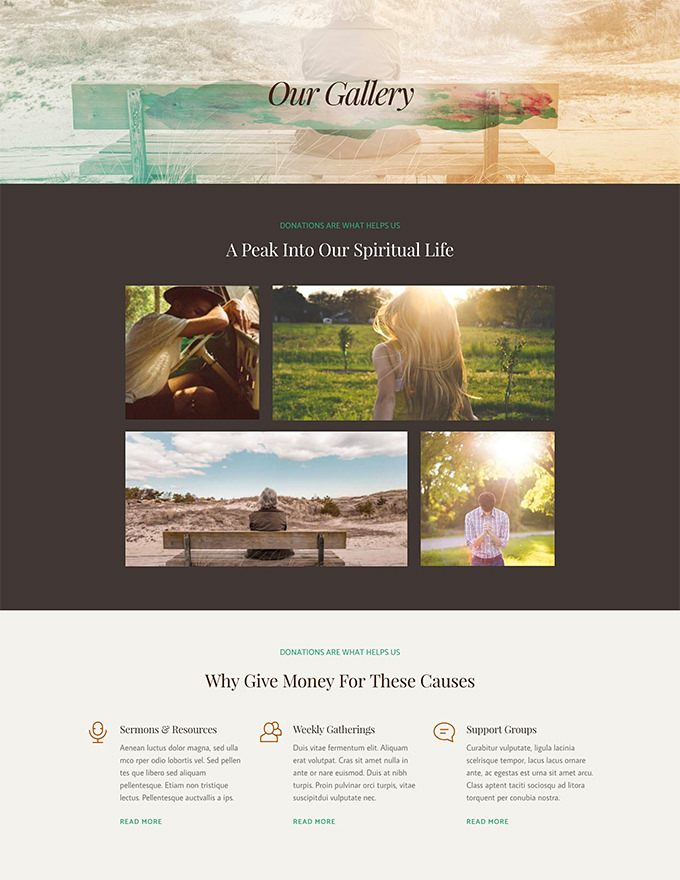 Our Gallery
DONATIONS ARE WHAT HELPS US
A Peak Into Our Spiritual Life
DONATIONS ARE WHAT HELPS US
Why Give Money For These Causes
Sermons & Resources
Aenean luctus dolor magna, sed ulla
mco rper odio lobortis vel. Sed pellen
tes que libero sed aliquam
pellentesque. Etiam non tristique
lectus. Pellentesque auctvallis a ips.
READ MORE
Weekly Gatherings
Duis vitae fermentum elit. Aliquam
erat volutpat. Cras sit amet nulla in
ante or nare euismod. Duis at nibh
turpis. Proin pulvinar orci turpis, vitae
suscipitdui vulputate nec.
READ MORE
Support Groups
Curabitur vulputate, ligula lacinia
scelrisque tempor, lacus lacus ornare
ante, ac egestas est urna sit amet arcu.
Class aptent taciti sociosqu ad litora
torquent per conubia nostra.
READ MORE